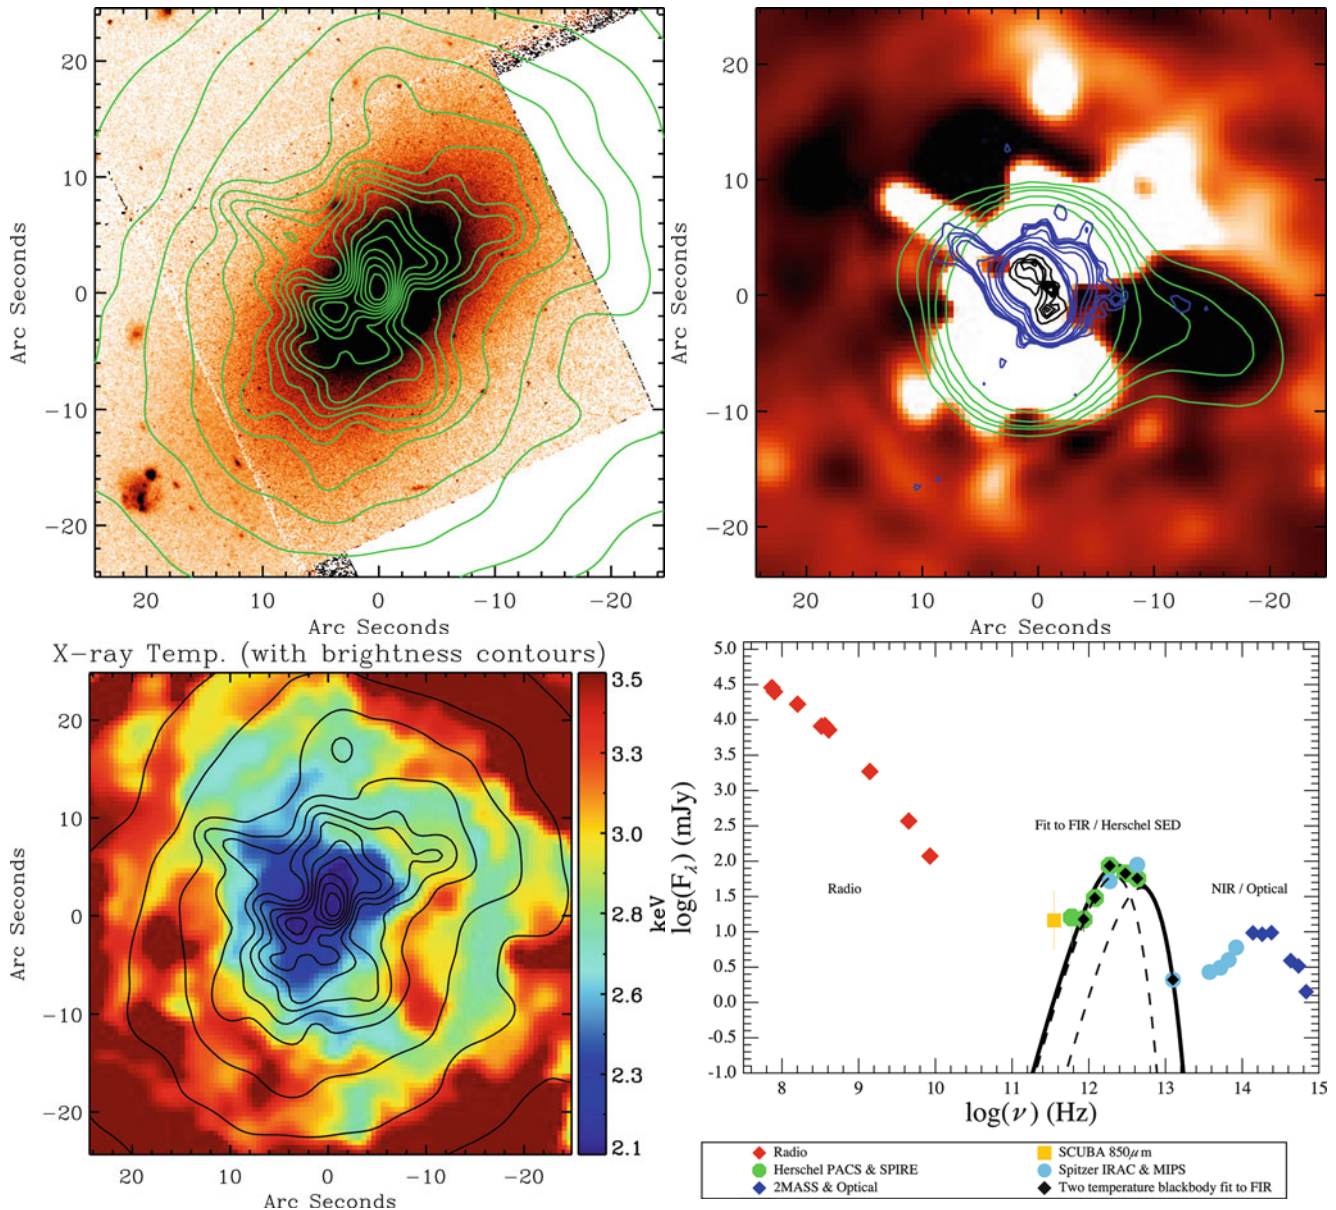 20
10
0
−10
−20
Arc Seconds
20 10 0 −10 −20
Arc Seconds
20
10
0
−10
−20
Arc Seconds
20 10 0 −10 −20
Arc Seconds
X-ray Temp. (with brightness contours)
20
10
0
−10
−20
Arc Seconds
20 10 0 −10 −20
Arc Seconds
3.5
3.3
3.0
2.8
2.6
2.3
2.1
keV
5.0
4.5
4.0
3.5
3.0
2.5
2.0
1.5
1.0
0.5
0.0
-0.5
-1.0
log(Fλ) (mJy)
Fit to FIR / Herschel SED
Radio
NIR / Optical
8 9 10 11 12 13 14 15
log(ν) (Hz)
Radio
SCUBA 850μm
Herschel PACS & SPIRE
Spitzer IRAC & MIPS
2MASS & Optical
Two temperature blackbody fit to FIR